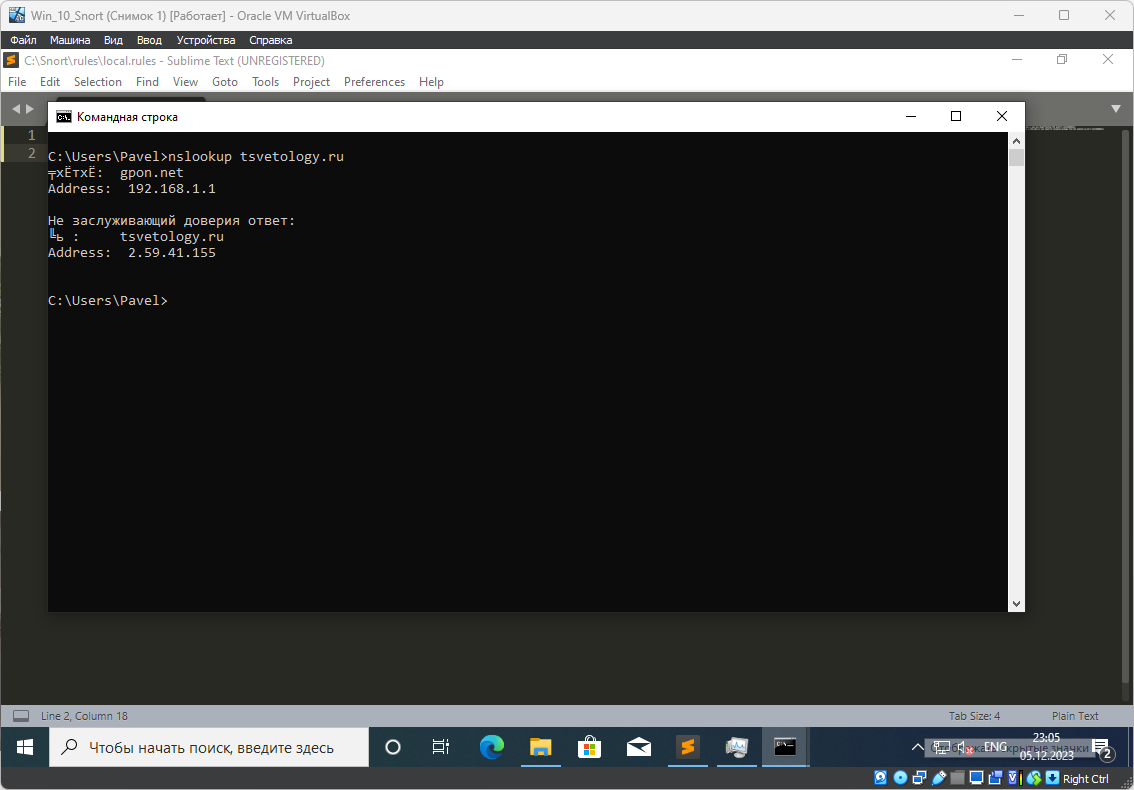 Win_10_Snort (Снимок 1) [Работает] - Oracle VM VirtualBox
Файл Машина Вид Ввод Устройства Справка
C:\Snort\rules\local.rules - Sublime Text (UNREGISTERED)
File Edit Selection Find View Goto Tools Project Preferences Help
Командная строка
1
2
C:\Users\Pavel>nslookup tsvetology.ru
╤хЁтхЁ:  gpon.net
Address:  192.168.1.1
Не заслуживающий доверия ответ:
╚ь :     tsvetology.ru
Address:  2.59.41.155
C:\Users\Pavel>
Line 2, Column 18
Tab Size: 4
Plain Text
Чтобы начать поиск, введите здесь
ENG
23:05
05.12.2023
2
Right Ctrl